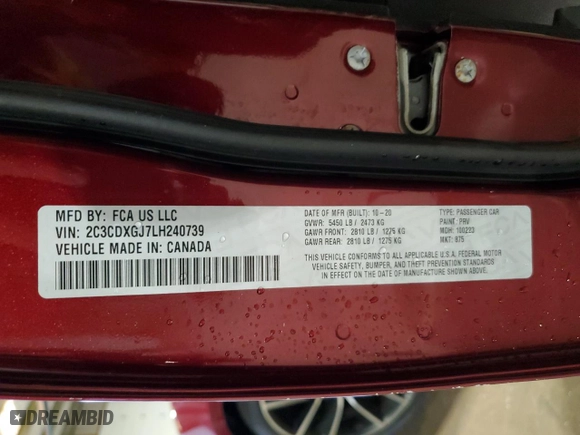 MFD BY: FCA US LLC
VIN: 2C3CDXGJ7LH240739
VEHICLE MADE IN: CANADA
DATE OF MFR (BUILT): 10-20
GVWR: 5450 LB / 2473 KG
GAWR FRONT: 2810 LB / 1275 KG
GAWR REAR: 2810 LB / 1275 KG
TYPE: PASSENGER CAR
PAINT: PRV
MDH: 100223
MKT: 875
THIS VEHICLE CONFORMS TO ALL APPLICABLE U.S.A. FEDERAL MOTOR
VEHICLE SAFETY, BUMPER, AND THEFT PREVENTION STANDARDS
IN EFFECT ON THE DATE OF MANUFACTURE SHOWN ABOVE.
DREAMBID